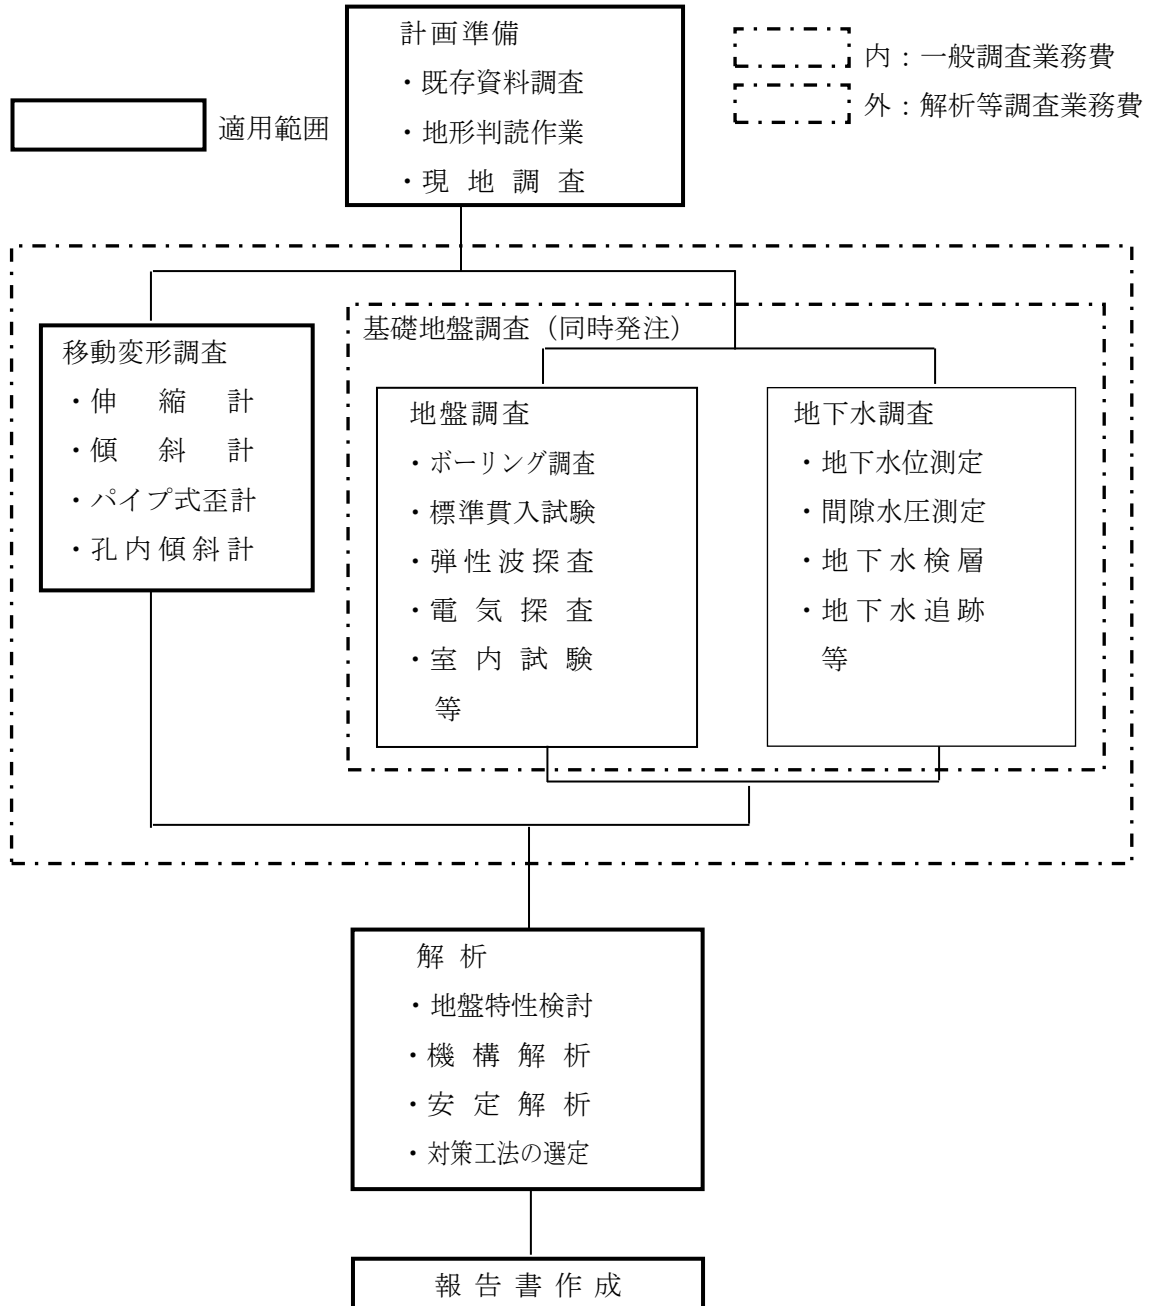 計画準備
・既存資料調査
・地形判読作業
・現地調査
適用範囲
内：一般調査業務費
外：解析等調査業務費
移動変形調査
・伸縮計
・傾斜計
・パイプ式歪計
・孔内傾斜計
基礎地盤調査（同時発注）
地盤調査
・ボーリング調査
・標準貫入試験
・弾性波探査
・電気探査
・室内試験
等
地下水調査
・地下水位測定
・間隙水圧測定
・地下水検層
・地下水追跡
等
解析
・地盤特性検討
・機構解析
・安定解析
・対策工法の選定
報告書作成